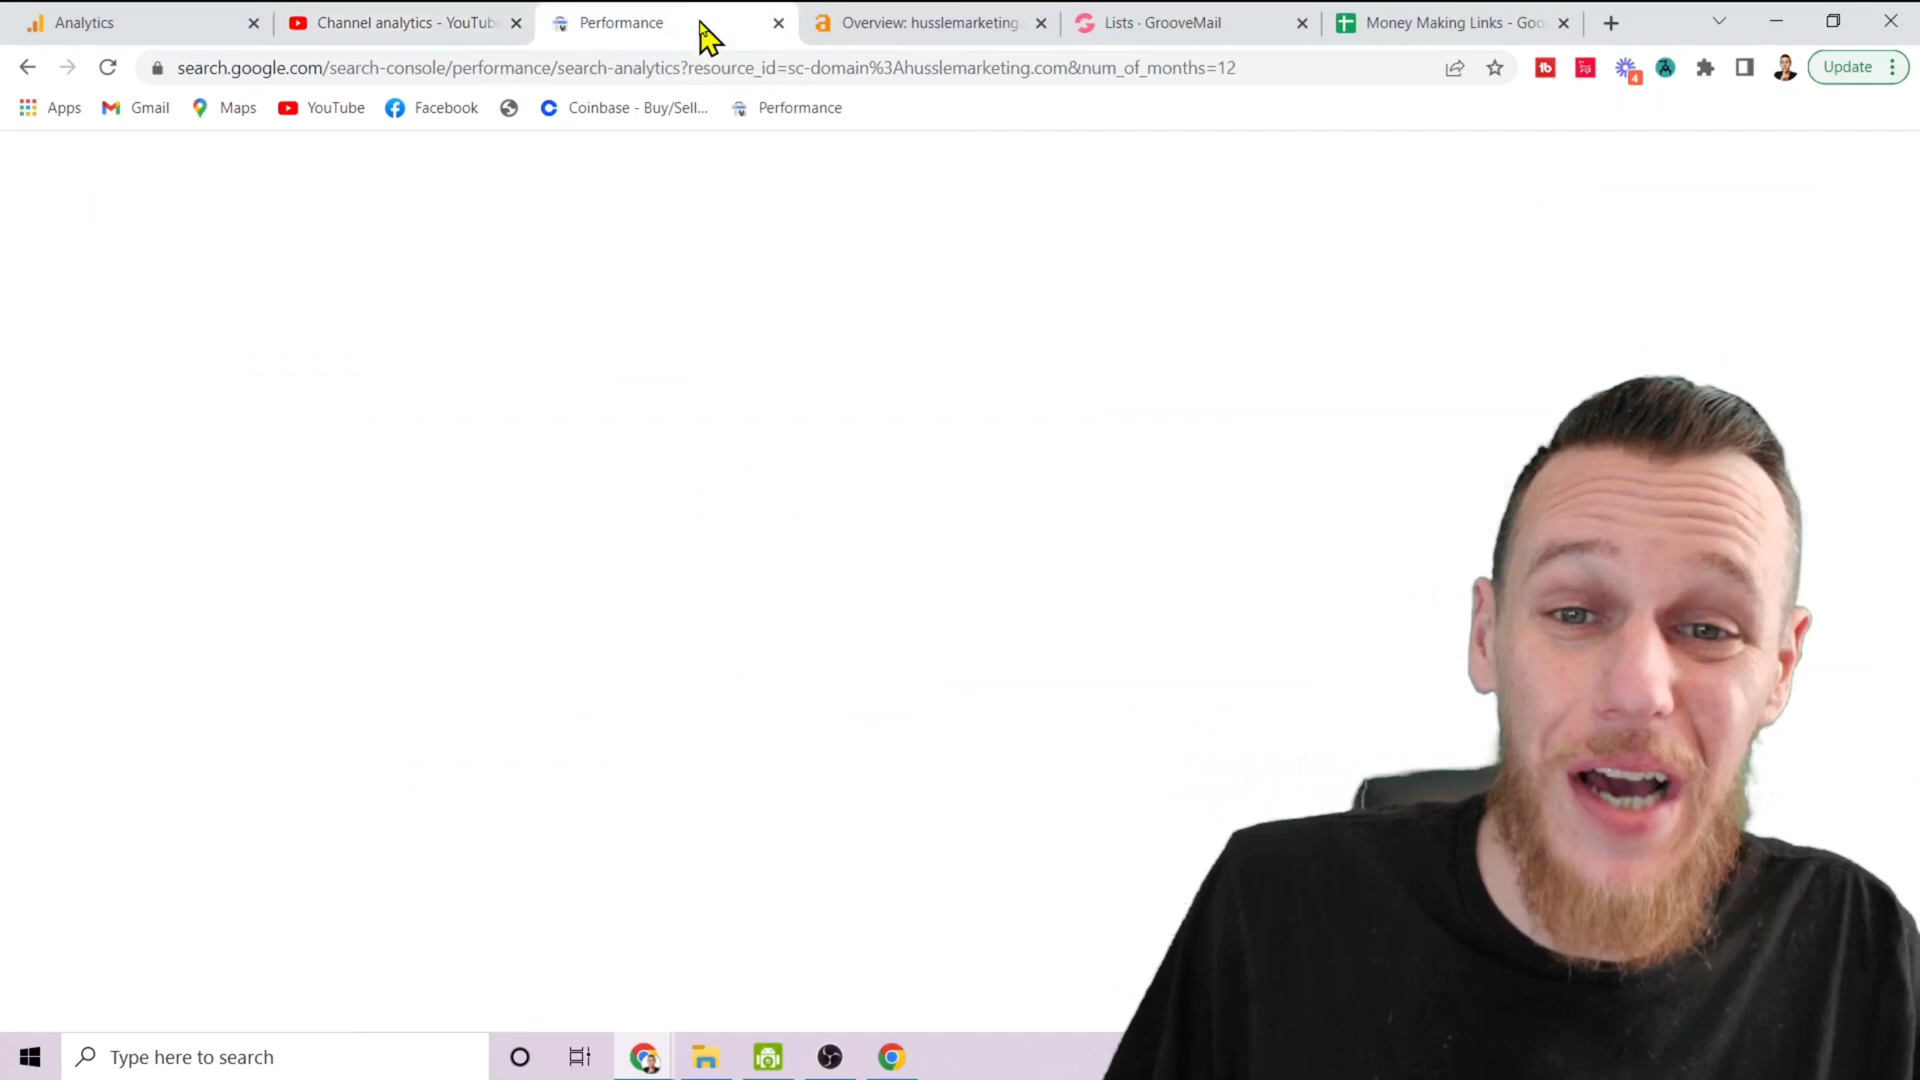 Analytics
Channel analytics - YouTub
Performance
Overview: husslemarketing.
Lists · GrooveMail
Money Making Links - Goo
search.google.com/search-console/performance/search-analytics?resource_id=sc-domain%3Ahusslemarketing.com&num_of_months=12
tb
4
Update
Apps
Gmail
Maps
YouTube
Facebook
Coinbase - Buy/Sell...
Performance
Type here to search